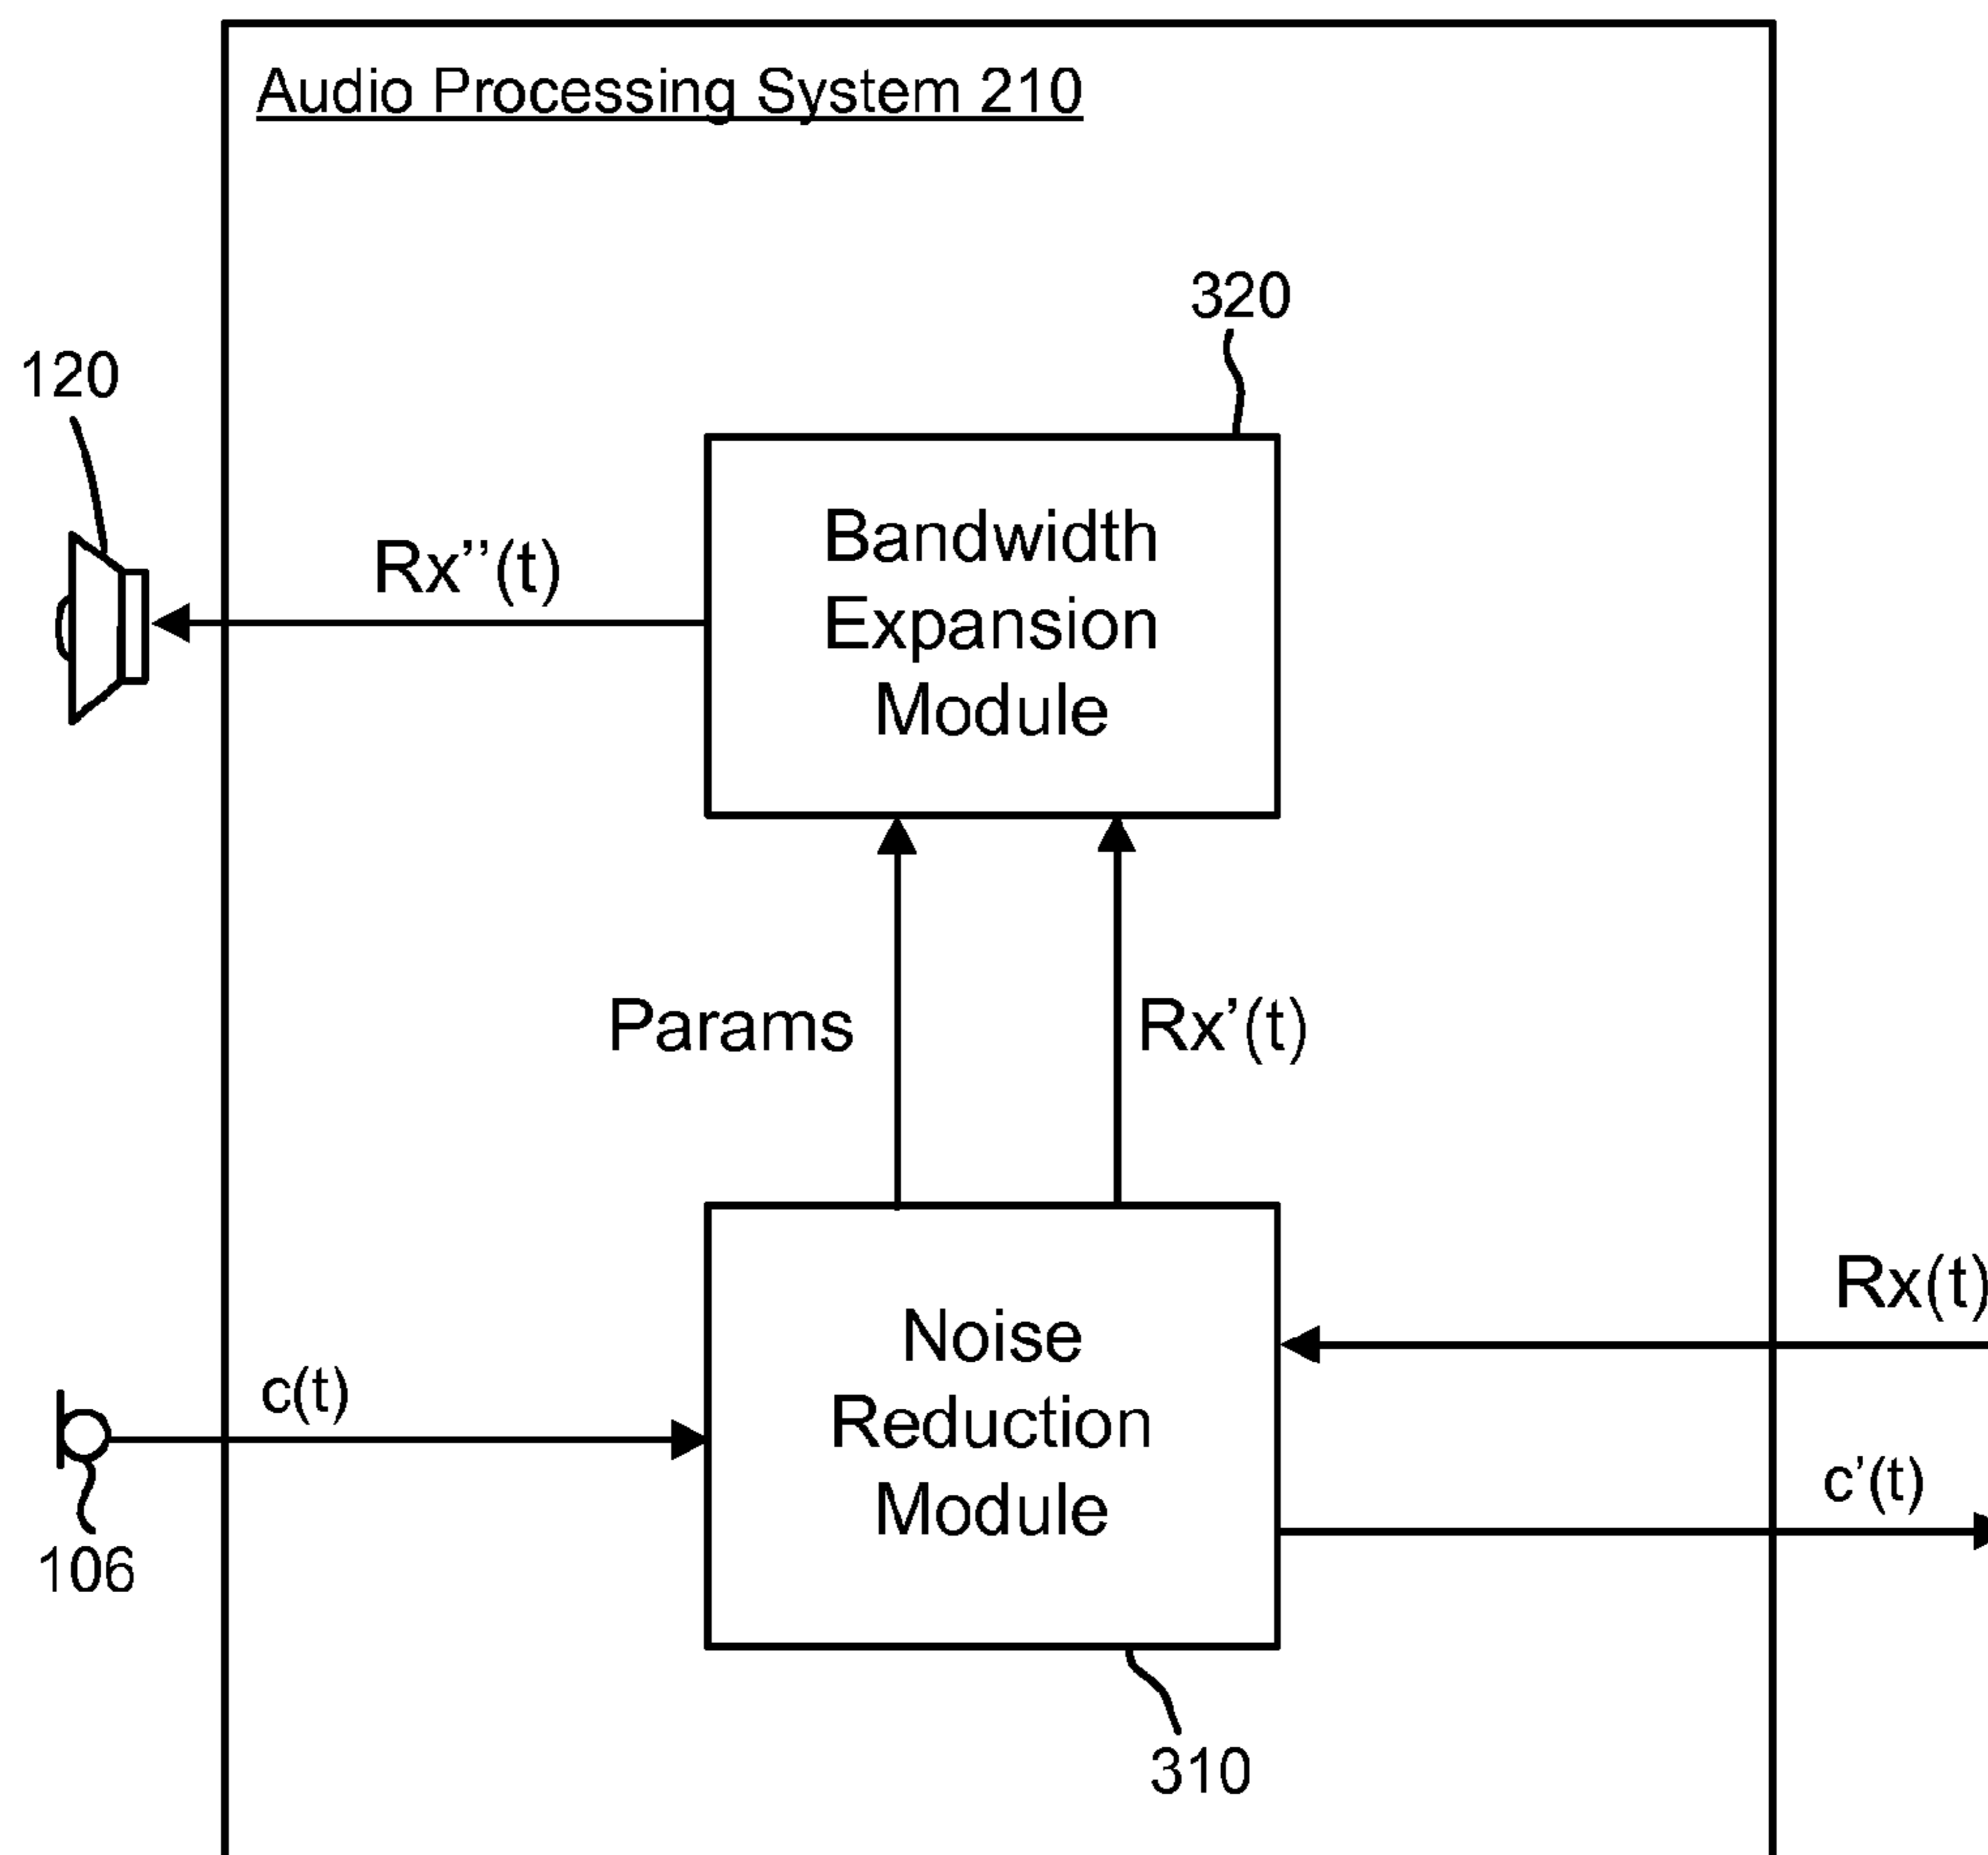 Audio Processing System 210
320
120
Bandwidth
Expansion
Module
Rx’’(t)
Params
Rx’(t)
Rx(t)
Noise
Reduction
Module
c(t)
c’(t)
106
310